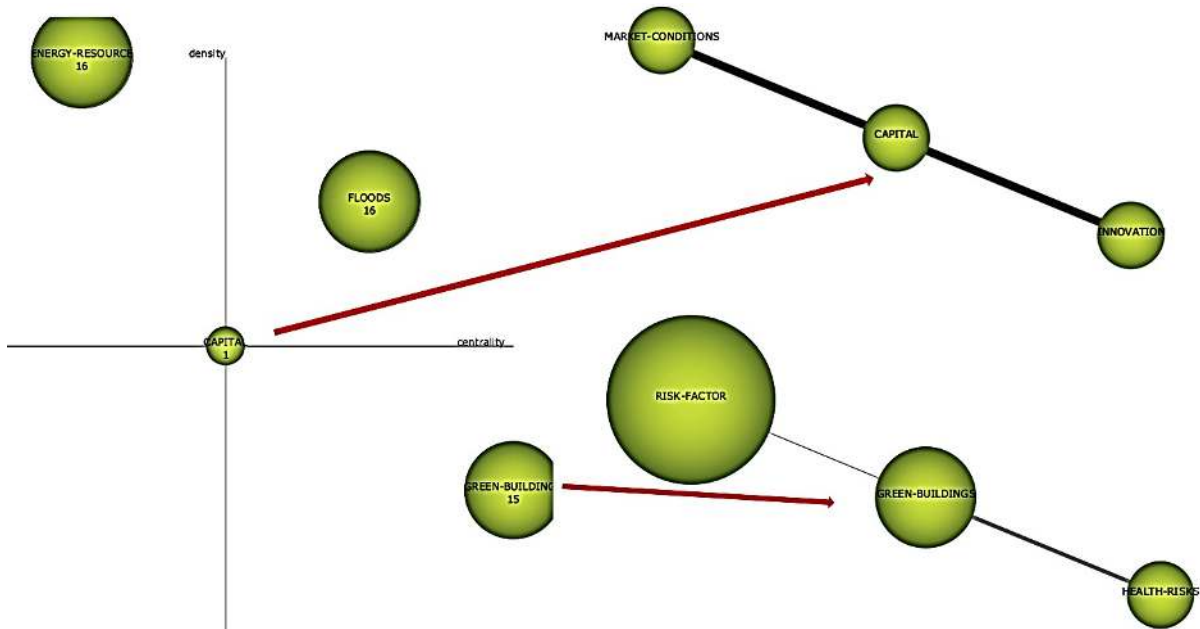 MARKET-CONDITIONS
ENERGY-RESOURCE
16
density
CAPITAL
FLOODS
16
INNOVATION
CAPITAL
1
centrality
RISK-FACTOR
GREEN-BUILDING
15
GREEN-BUILDINGS
HEALTH-RISKS